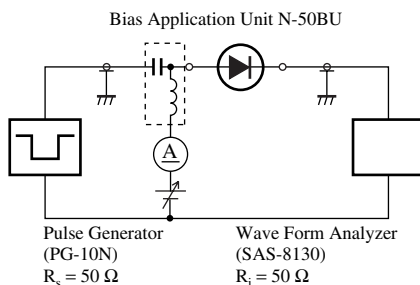 Bias Application Unit N-50BU
A
Pulse Generator
(PG-10N)
Rs = 50 Ω
Wave Form Analyzer
(SAS-8130)
Ri = 50 Ω